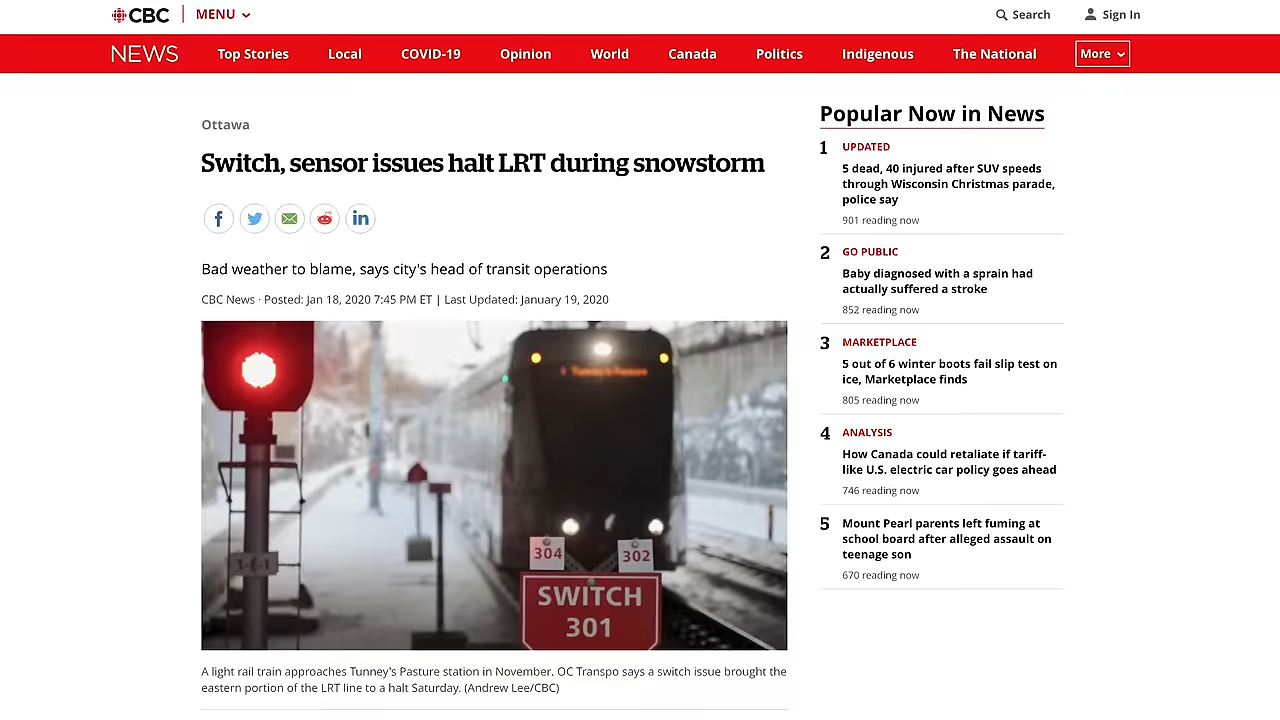 CBC
MENU
Search
Sign In
NEWS
Top Stories
Local
COVID-19
Opinion
World
Canada
Politics
Indigenous
The National
More
Ottawa
Switch, sensor issues halt LRT during snowstorm
Bad weather to blame, says city's head of transit operations
CBC News · Posted: Jan 18, 2020 7:45 PM ET | Last Updated: January 19, 2020
Tunney's Pasture
T-E-1
304
302
SWITCH
301
A light rail train approaches Tunney's Pasture station in November. OC Transpo says a switch issue brought the
eastern portion of the LRT line to a halt Saturday. (Andrew Lee/CBC)
Popular Now in News
1 UPDATED
5 dead, 40 injured after SUV speeds
through Wisconsin Christmas parade,
police say
901 reading now
2 GO PUBLIC
Baby diagnosed with a sprain had
actually suffered a stroke
852 reading now
3 MARKETPLACE
5 out of 6 winter boots fail slip test on
ice, Marketplace finds
805 reading now
4 ANALYSIS
How Canada could retaliate if tariff-
like U.S. electric car policy goes ahead
746 reading now
5 Mount Pearl parents left fuming at
school board after alleged assault on
teenage son
670 reading now